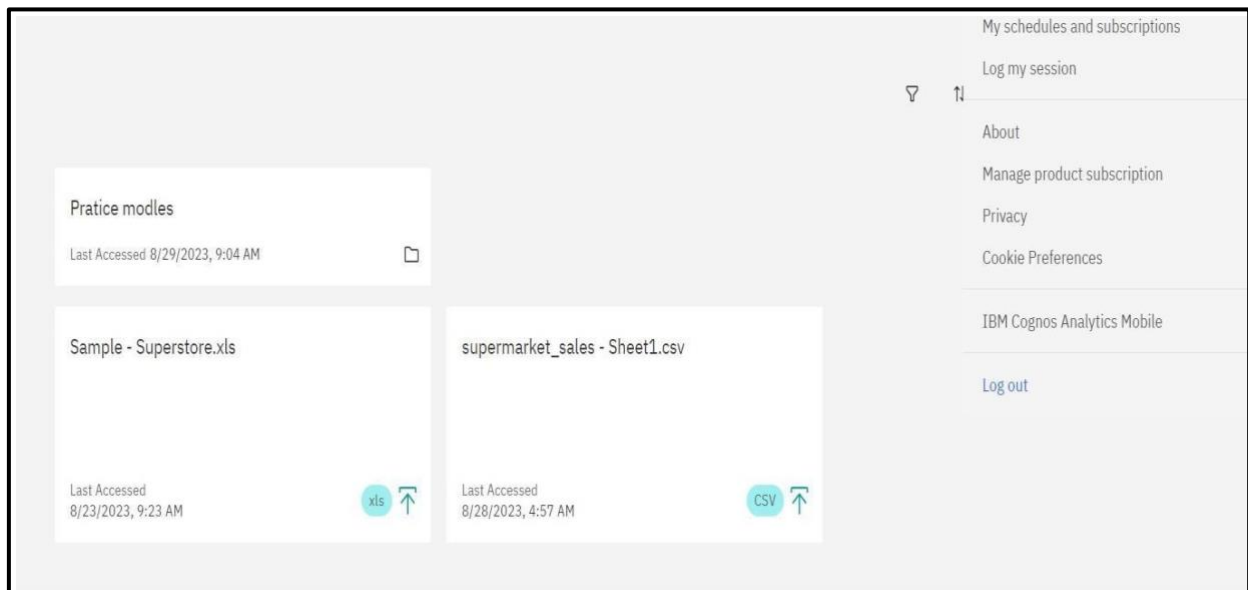 My schedules and subscriptions
Log my session
About
Manage product subscription
Privacy
Cookie Preferences
IBM Cognos Analytics Mobile
Log out
Pratice modles
Last Accessed 8/29/2023, 9:04 AM
Sample - Superstore.xls
Last Accessed
8/23/2023, 9:23 AM
xls
supermarket_sales - Sheet1.csv
Last Accessed
8/28/2023, 4:57 AM
CSV